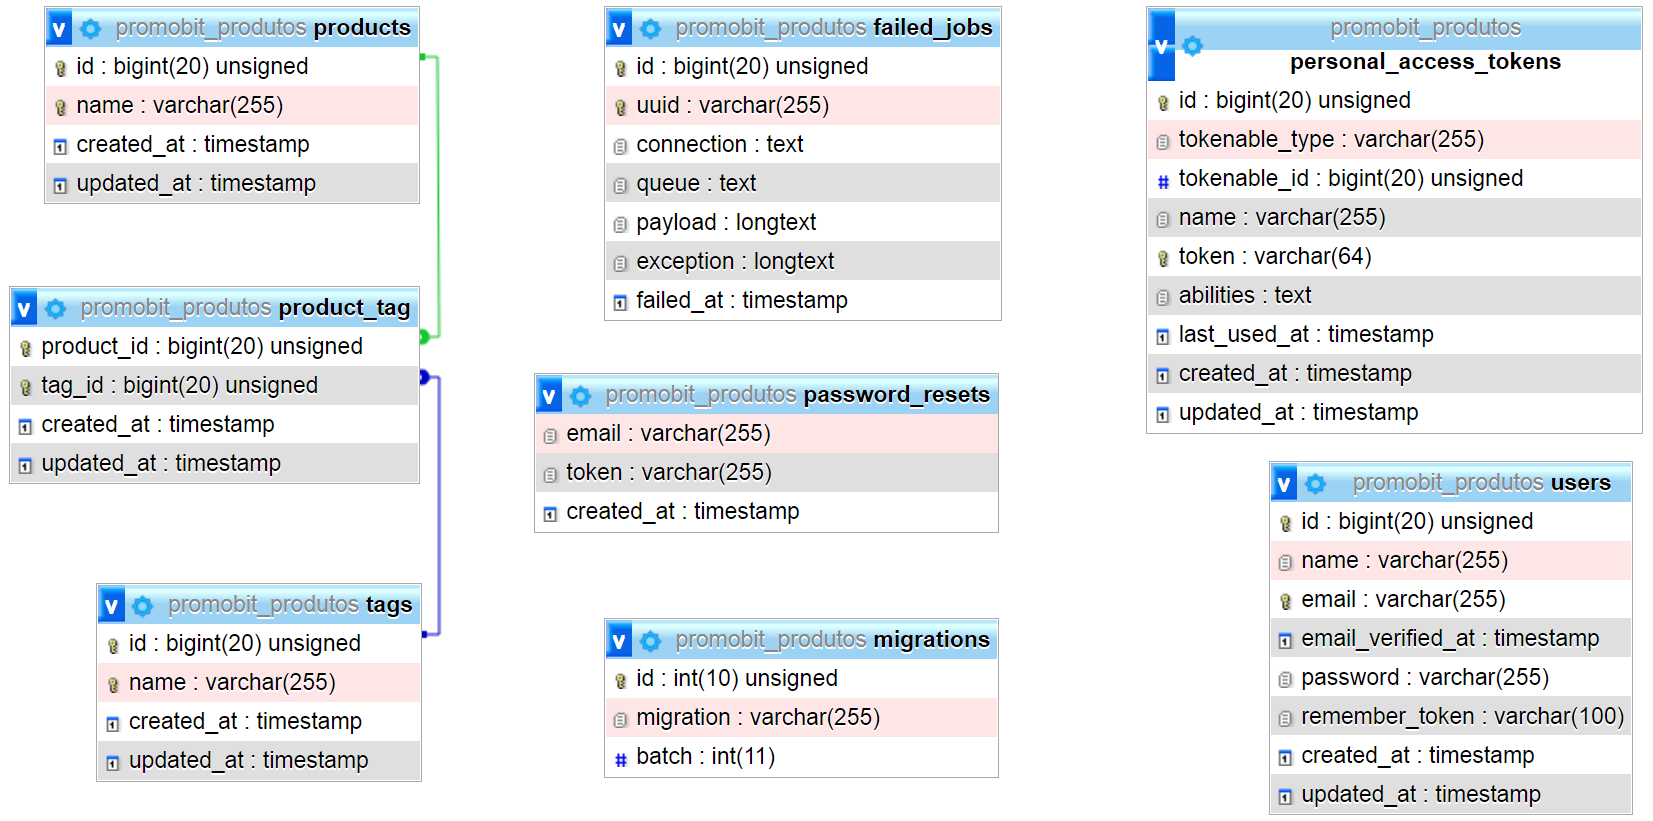 v promobit_produtos products
id : bigint(20) unsigned
name : varchar(255)
created_at : timestamp
updated_at : timestamp
v promobit_produtos product_tag
product_id : bigint(20) unsigned
tag_id : bigint(20) unsigned
created_at : timestamp
updated_at : timestamp
v promobit_produtos tags
id : bigint(20) unsigned
name : varchar(255)
created_at : timestamp
updated_at : timestamp
v promobit_produtos failed_jobs
id : bigint(20) unsigned
uuid : varchar(255)
connection : text
queue : text
payload : longtext
exception : longtext
failed_at : timestamp
v promobit_produtos password_resets
email : varchar(255)
token : varchar(255)
created_at : timestamp
v promobit_produtos migrations
id : int(10) unsigned
migration : varchar(255)
# batch : int(11)
v promobit_produtos
personal_access_tokens
id : bigint(20) unsigned
tokenable_type : varchar(255)
# tokenable_id : bigint(20) unsigned
name : varchar(255)
token : varchar(64)
abilities : text
last_used_at : timestamp
created_at : timestamp
updated_at : timestamp
v promobit_produtos users
id : bigint(20) unsigned
name : varchar(255)
email : varchar(255)
email_verified_at : timestamp
password : varchar(255)
remember_token : varchar(100)
created_at : timestamp
updated_at : timestamp